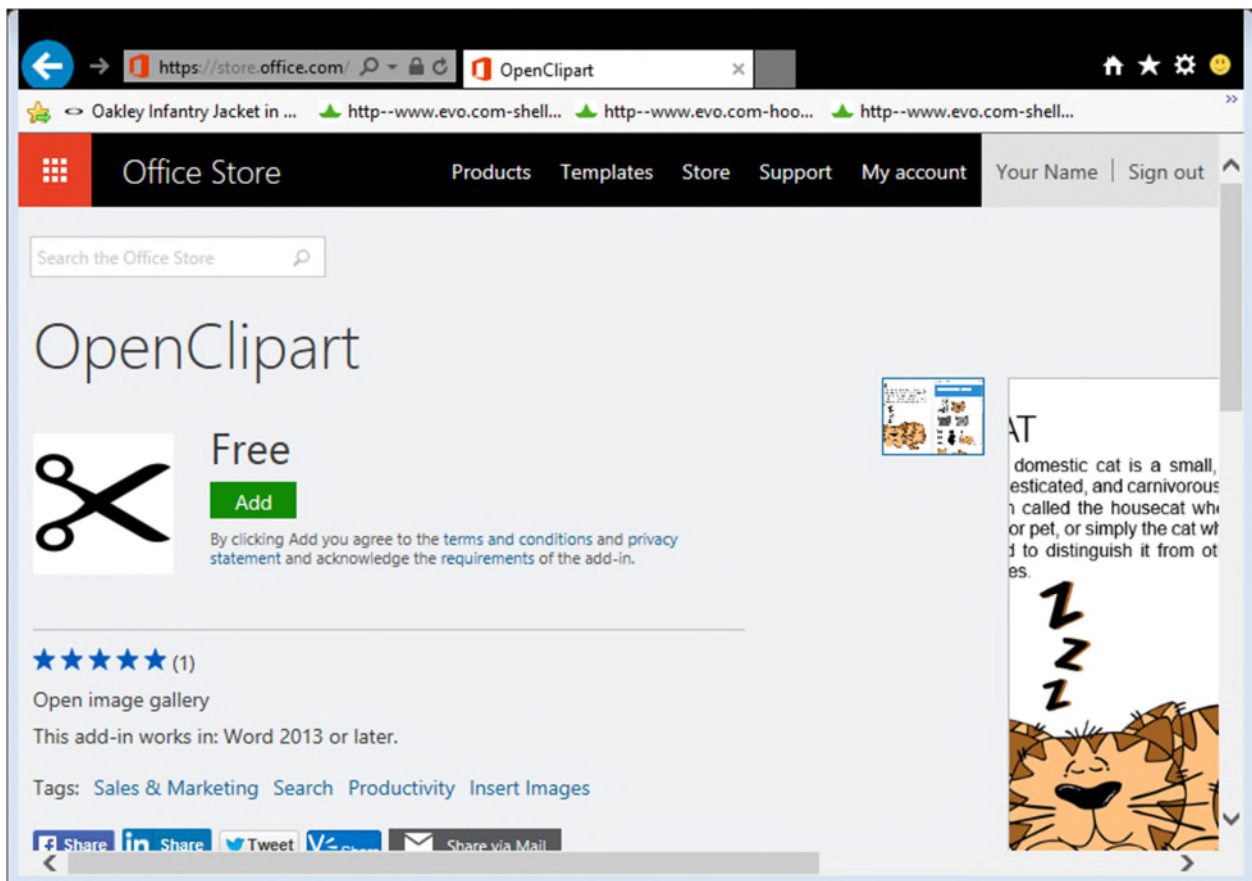 https://store.office.com/ OpenClipart
Oakley Infantry Jacket in ... http--www.evo.com-shell... http--www.evo.com-hoo... http--www.evo.com-shell...
Office Store Products Templates Store Support My account Your Name | Sign out
Search the Office Store
OpenClipart
Free
Add
By clicking Add you agree to the terms and conditions and privacy
statement and acknowledge the requirements of the add-in.
(1)
Open image gallery
This add-in works in: Word 2013 or later.
Tags: Sales & Marketing Search Productivity Insert Images
Share in Share Tweet Share Share via Mail
AT
domestic cat is a small,
esticated, and carnivorous
called the housecat
or pet, or simply the cat
to distinguish it from
es.
z
z
z